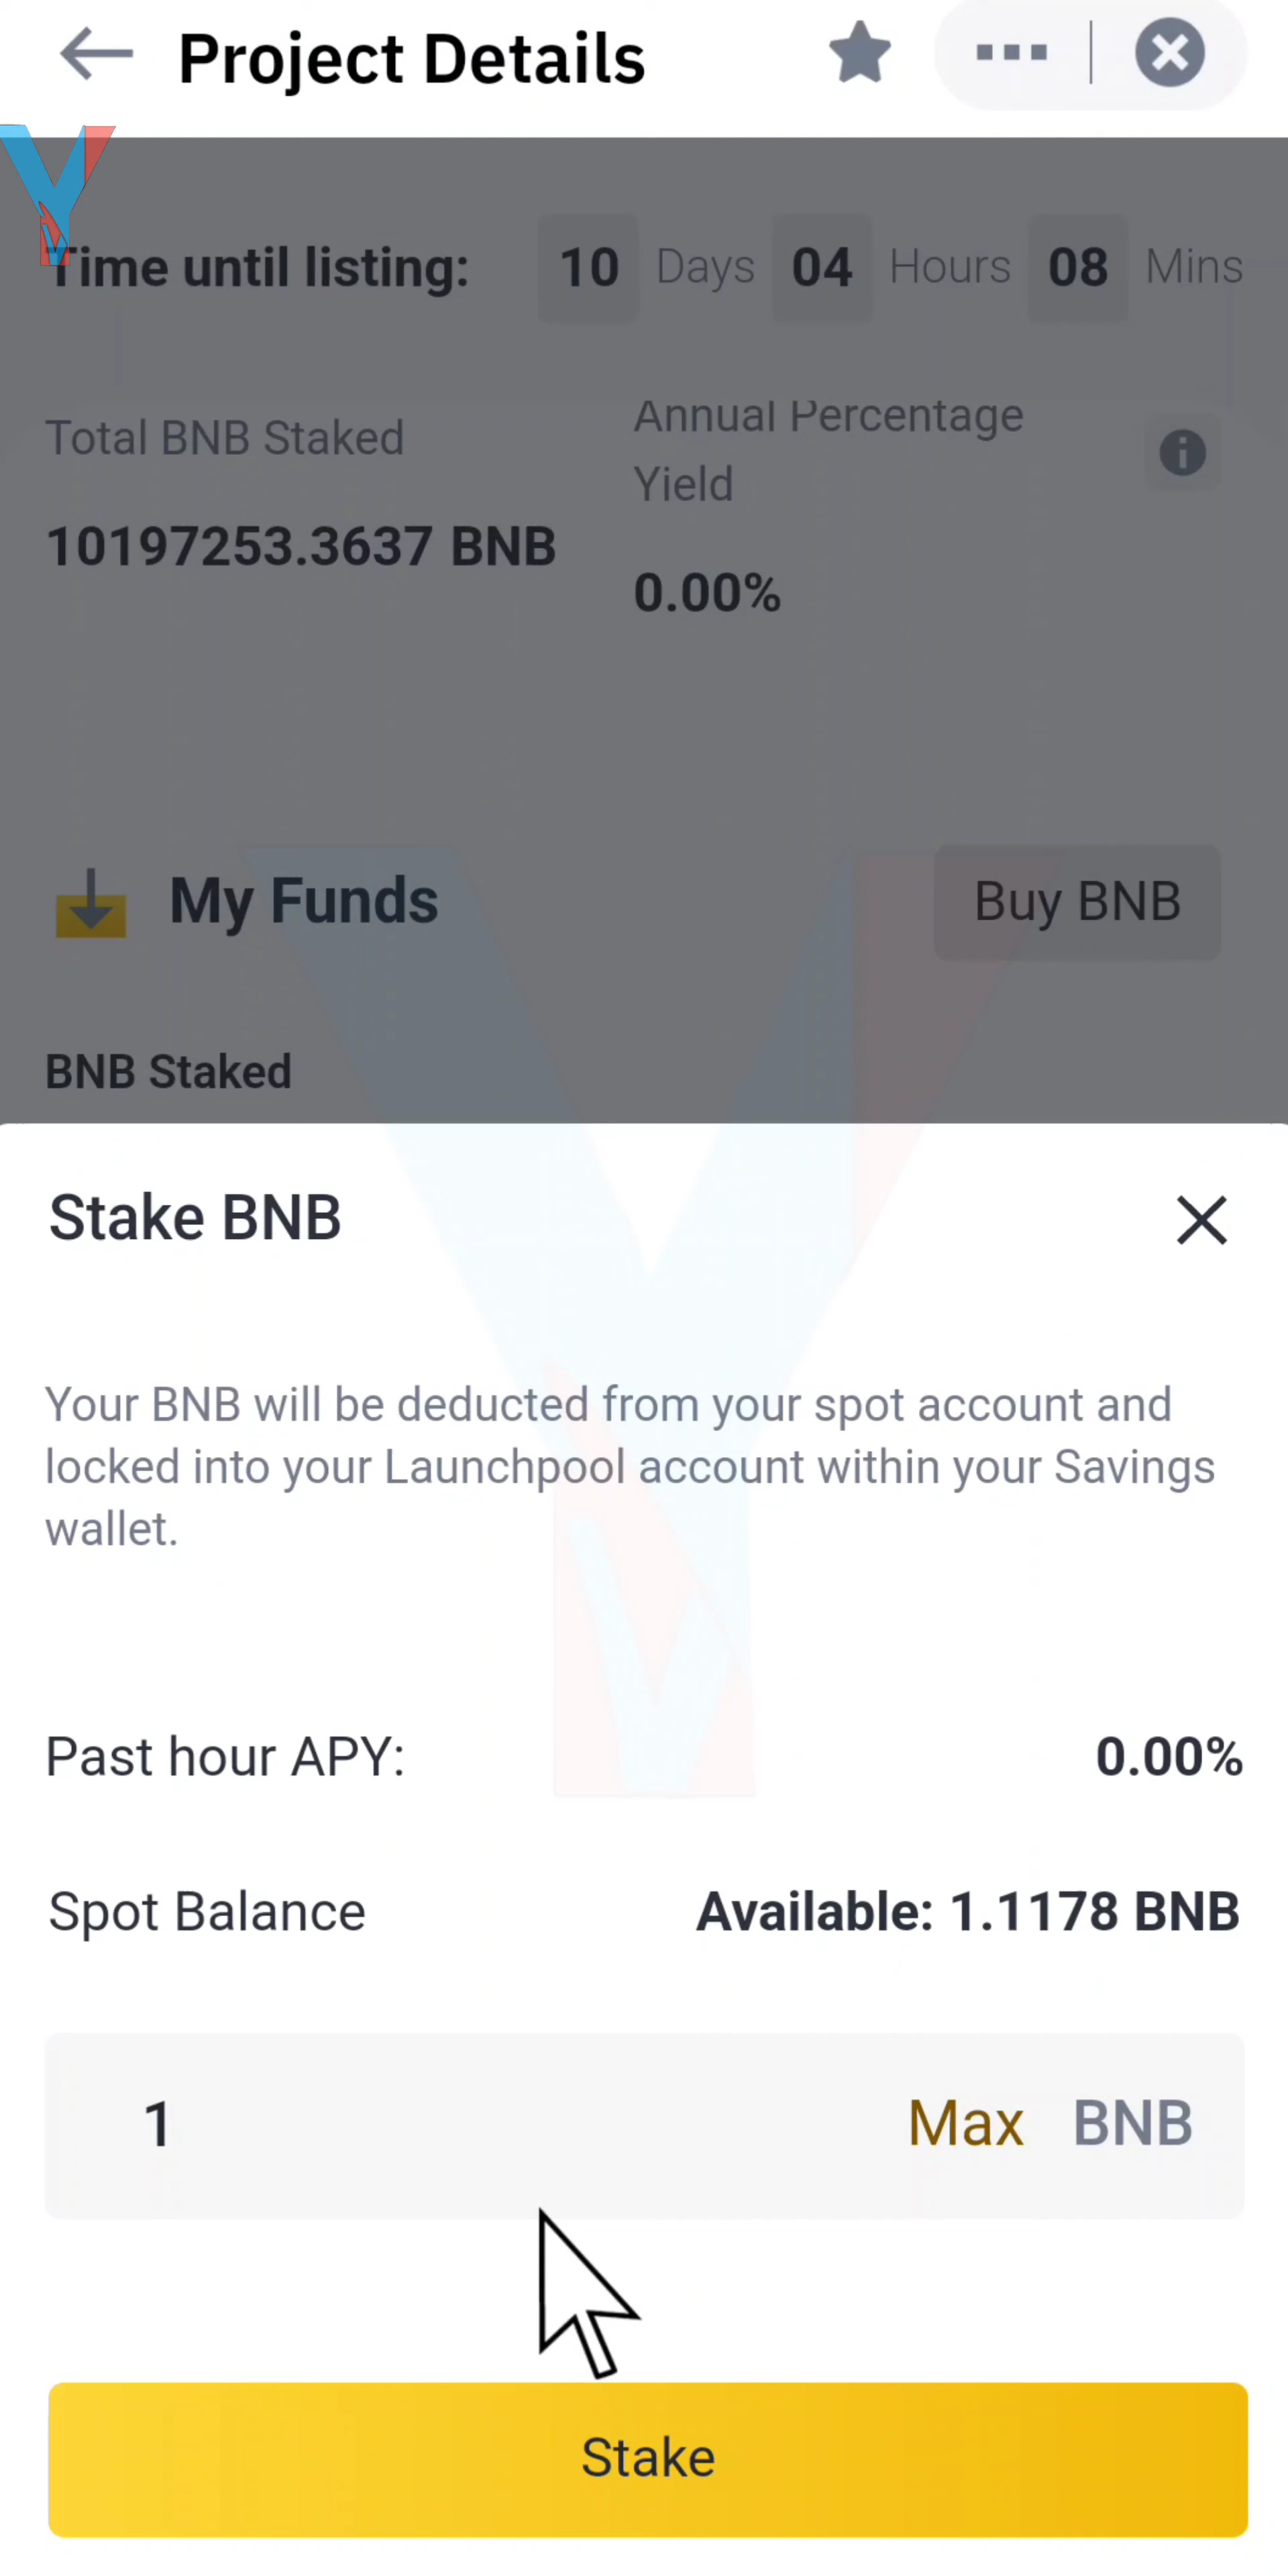 Project Details
Time until listing: 10 Days 04 Hours 08 Mins
Total BNB Staked
10197253.3637 BNB
Annual Percentage
Yield
0.00%
My Funds
Buy BNB
BNB Staked
Stake BNB
Your BNB will be deducted from your spot account and
locked into your Launchpool account within your Savings
wallet.
Past hour APY: 0.00%
Spot Balance Available: 1.1178 BNB
1 Max BNB
Stake